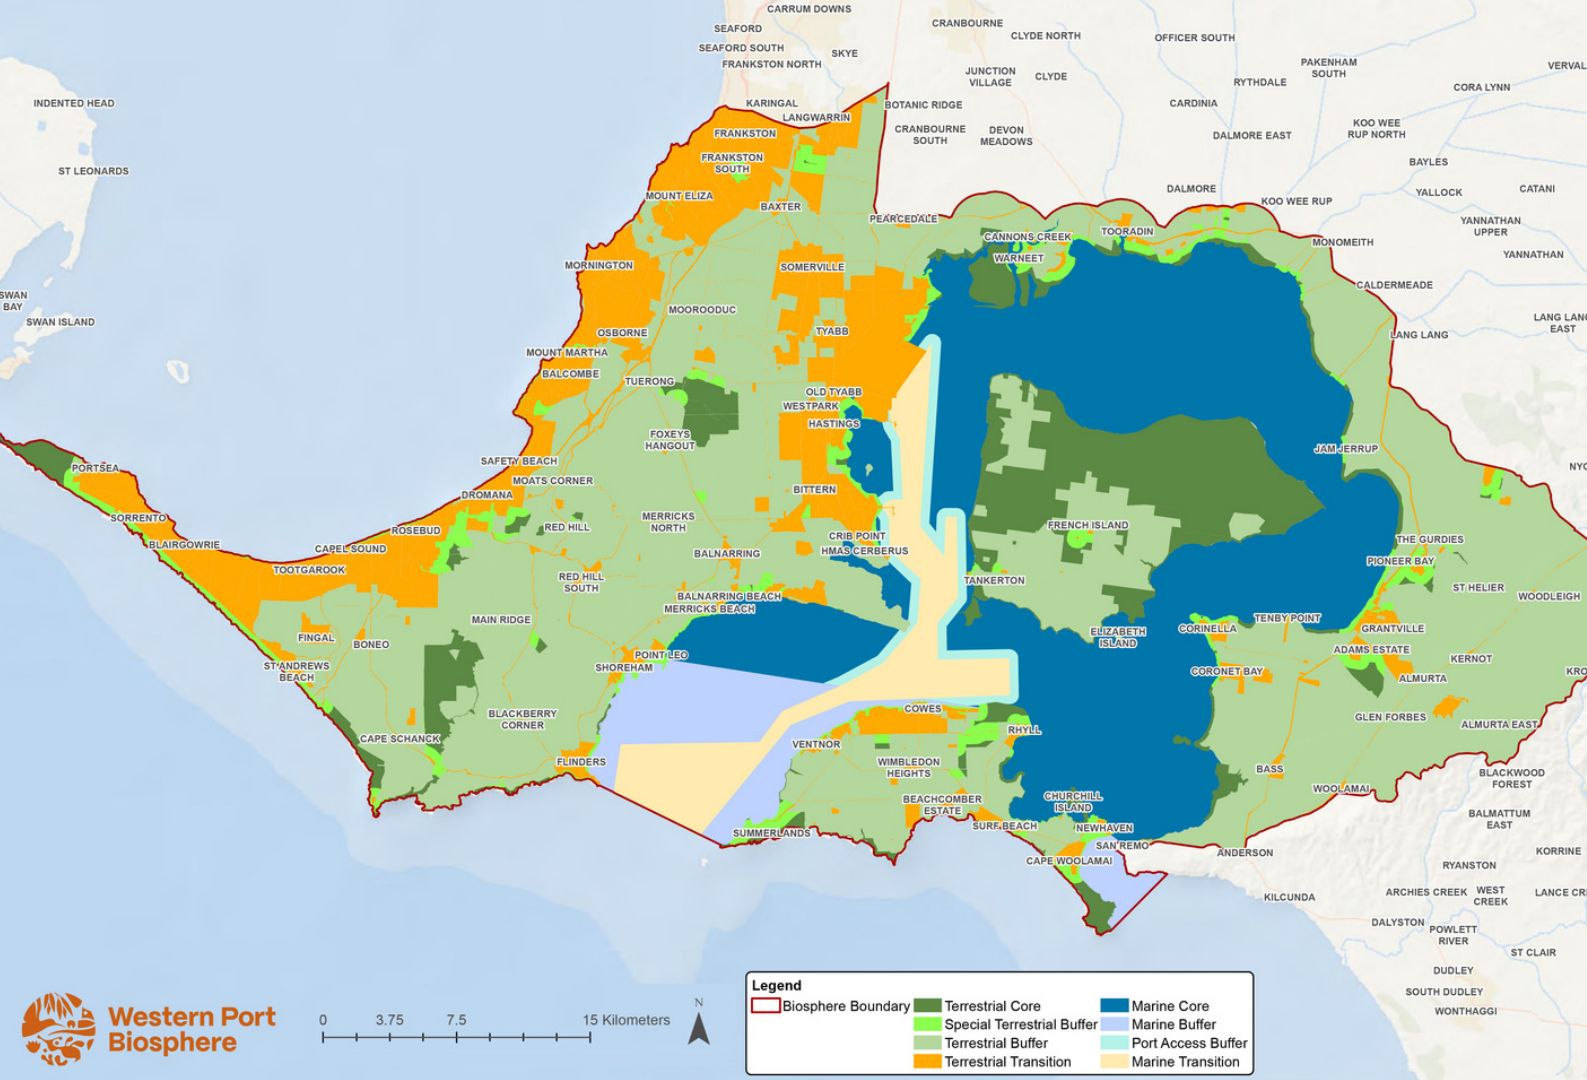 CARRUM DOWNS
SEAFORD
CRANBOURNE
CLYDE NORTH
OFFICER SOUTH
SEAFORD SOUTH
SKYE
FRANKSTON NORTH
JUNCTION
VILLAGE
CLYDE
PAKENHAM
SOUTH
VERVAL
RYTHDALE
CORA LYNN
INDENTED HEAD
KARINGAL
BOTANIC RIDGE
CARDINIA
LANGWARRIN
FRANKSTON
CRANBOURNE
SOUTH
DEVON
MEADOWS
DALMORE EAST
KOO WEE
RUP NORTH
FRANKSTON
SOUTH
BAYLES
ST LEONARDS
MOUNT ELIZA
DALMORE
YALLOCK
CATANI
BAXTER
KOO WEE RUP
PEARCEDALE
YANNATHAN
UPPER
CANNONS CREEK
TOORADIN
MONOMEITH
WARNEET
YANNATHAN
MORNINGTON
SOMERVILLE
CALDERMEADE
SWAN
BAY
MOOROODUC
SWAN ISLAND
OSBORNE
TYABB
LANG LANG
LANG LANG
EAST
MOUNT MARTHA
BALCOMBE
TUERONG
OLD TYABB
WESTPARK
HASTINGS
FOXEYS
HANGOUT
JAM JERRUP
PORTSEA
SAFETY BEACH
MOATS CORNER
NYO
DROMANA
BITTERN
SORRENTO
MERRICKS
NORTH
ROSEBUD
RED HILL
FRENCH ISLAND
BLAIRGOWRIE
CAPEL SOUND
CRIB POINT
HMAS CERBERUS
THE GURDIES
BALNARRING
PIONEER BAY
TOOTGAROOK
RED HILL
SOUTH
TANKERTON
ST HELIER
WOODLEIGH
BALNARRING BEACH
MERRICKS BEACH
MAIN RIDGE
TENBY POINT
FINGAL
BONEO
ELIZABETH
ISLAND
CORINELLA
GRANTVILLE
POINT LEO
SHOREHAM
ADAMS ESTATE
KERNOT
ST ANDREWS
BEACH
CORONET BAY
ALMURTA
KRO
COWES
BLACKBERRY
CORNER
GLEN FORBES
ALMURTA EAST
CAPE SCHANCK
VENTNOR
RHYLL
FLINDERS
WIMBLEDON
HEIGHTS
BASS
BLACKWOOD
FOREST
WOOLAMAI
BEACHCOMBER
ESTATE
CHURCHILL
ISLAND
BALMATTUM
EAST
SUMMERLANDS
SURF BEACH
NEWHAVEN
SAN REMO
CAPE WOOLAMAI
ANDERSON
KORRINE
RYANSTON
KILCUNDA
ARCHIES CREEK
WEST
CREEK
LANCE CR
DALYSTON
POWLETT
RIVER
ST CLAIR
DUDLEY
SOUTH DUDLEY
WONTHAGGI
Western Port
Biosphere
0 3.75 7.5 15 Kilometers
N
Legend
Biosphere Boundary
Terrestrial Core
Special Terrestrial Buffer
Terrestrial Buffer
Terrestrial Transition
Marine Core
Marine Buffer
Port Access Buffer
Marine Transition